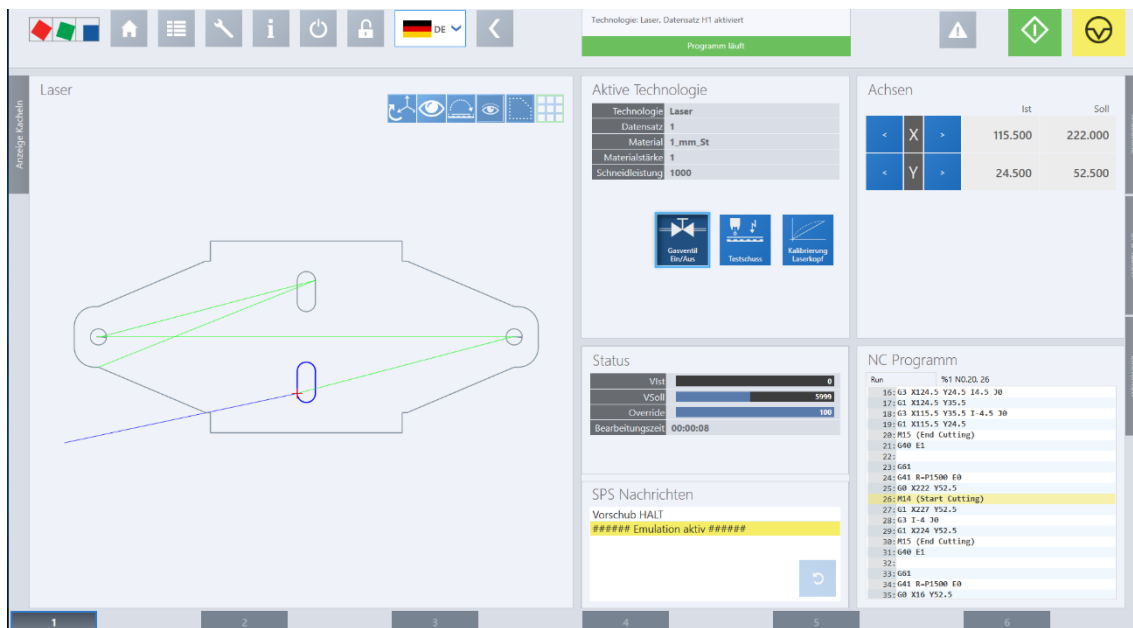 DE
Technologie: Laser, Datensatz H1 aktiviert
Programm läuft
Anzeige Kacheln
Laser
Aktive Technologie
Technologie Laser
Datensatz 1
Material 1_mm_St
Materialstärke 1
Schneidleistung 1000
Gasventil
Ein/Aus
Testschuss
Kalibrierung
Laserkopf
Achsen
Ist Soll
< X > 115.500 222.000
< Y > 24.500 52.500
Status
VIst 0
VSoll 5999
Override 100
Bearbeitungszeit 00:00:08
SPS Nachrichten
Vorschub HALT
###### Emulation aktiv ######
NC Programm
Run %1 N0.20, 26
16: G3 X124.5 Y24.5 I4.5 J0
17: G1 X124.5 Y35.5
18: G3 X115.5 Y35.5 I-4.5 J0
19: G1 X115.5 Y24.5
20: M15 (End Cutting)
21: G40 E1
22:
23: G61
24: G41 R=P1500 E0
25: G0 X222 Y52.5
26: M14 (Start Cutting)
27: G1 X227 Y52.5
28: G3 I-4 J0
29: G1 X224 Y52.5
30: M15 (End Cutting)
31: G40 E1
32:
33: G61
34: G41 R=P1500 E0
35: G0 X16 Y52.5
1 2 3 4 5 6